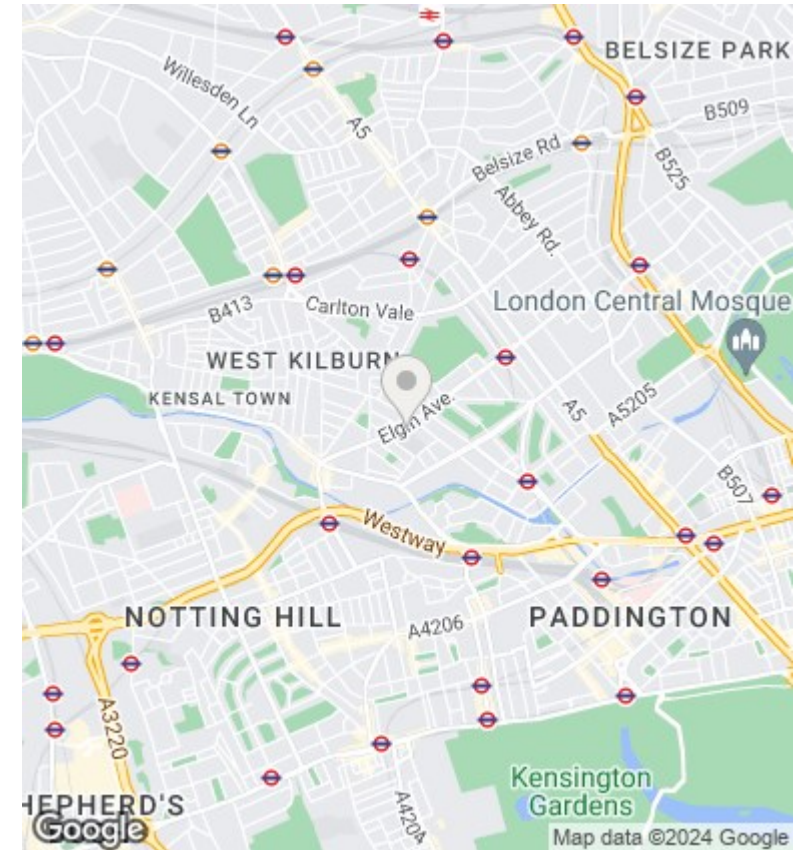 BELSIZE PARK
Willesden Ln
A5
B509
Belsize Rd
B525
Abbey Rd.
London Central Mosque
Carlton Vale
B413
WEST KILBURN
KENSAL TOWN
Elgin Ave.
A5
A5205
B507
Westway
NOTTING HILL
A4206
PADDINGTON
A3220
Kensington
Gardens
HEPHERD'S
A4204
Google
Map data ©2024 Google